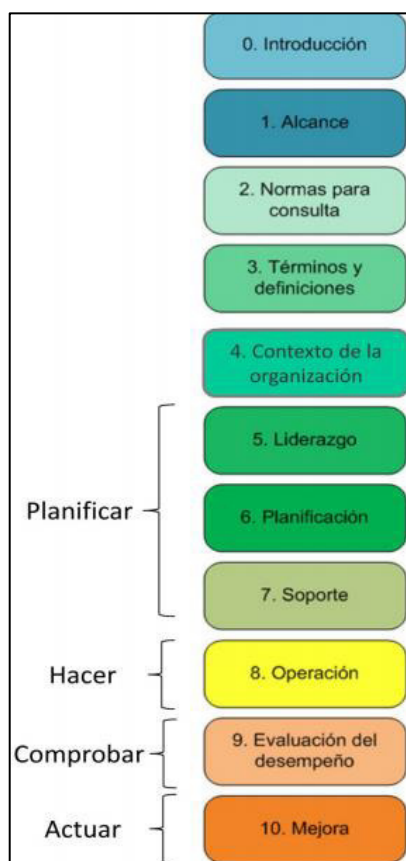 0. Introducción
1. Alcance
2. Normas para
consulta
3. Términos y
definiciones
4. Contexto de la
organización
Planificar
5. Liderazgo
6. Planificación
7. Soporte
Hacer
8. Operación
Comprobar
9. Evaluación del
desempeño
Actuar
10. Mejora